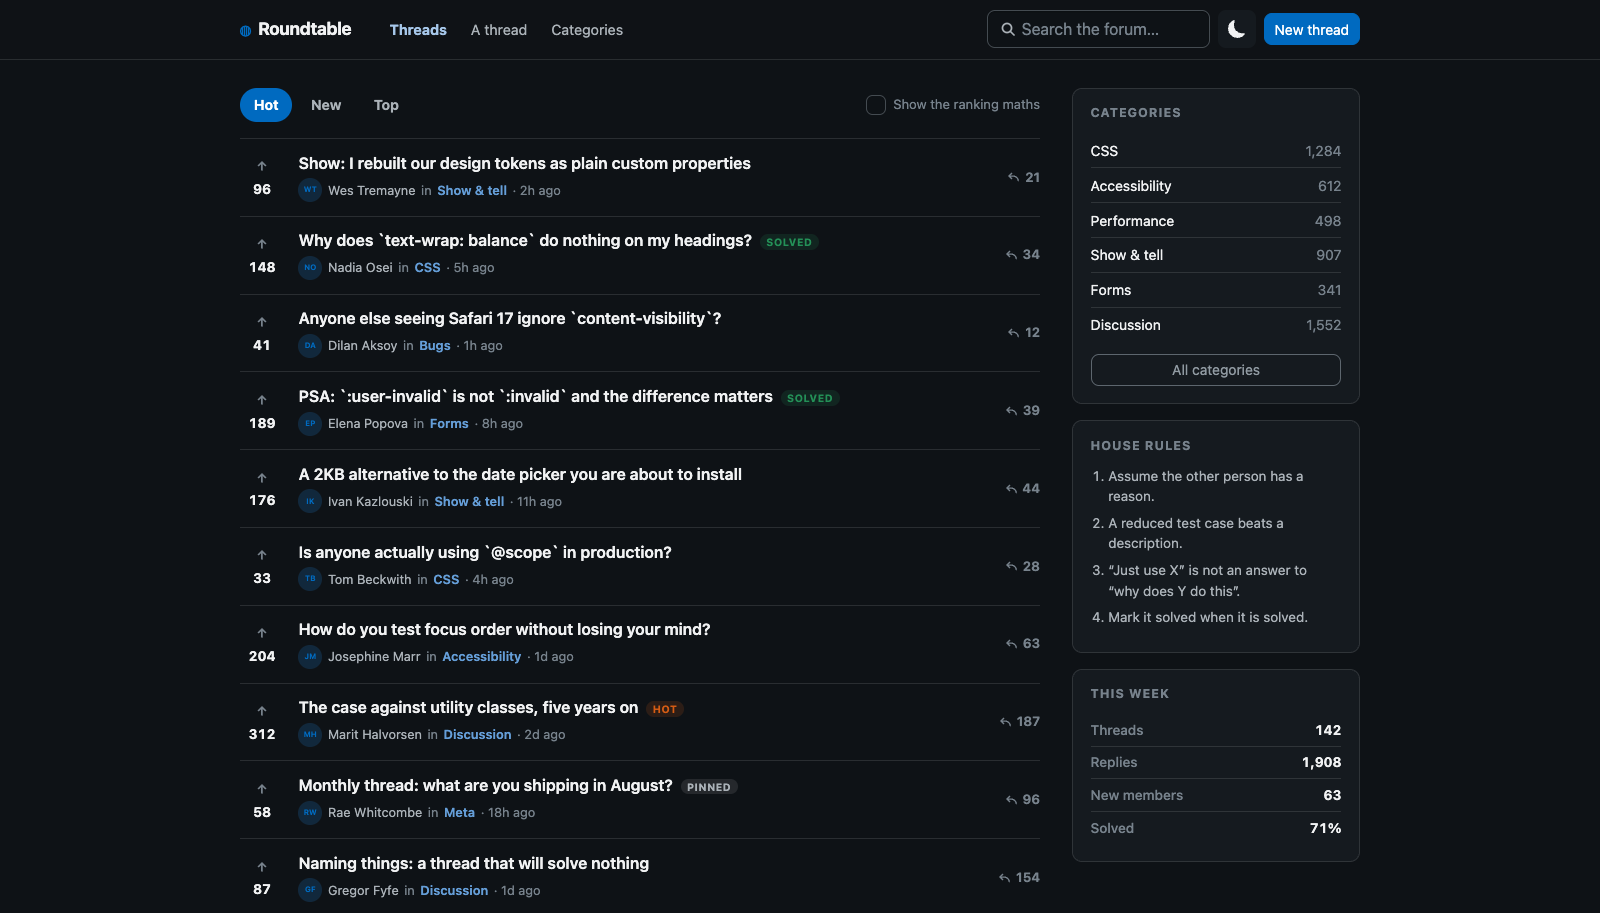 Roundtable
Threads
A thread
Categories
Search the forum...
New thread
Hot
New
Top
Show the ranking maths
96
Show: I rebuilt our design tokens as plain custom properties
WT Wes Tremayne in Show & tell · 2h ago
21
148
Why does `text-wrap: balance` do nothing on my headings? SOLVED
NO Nadia Osei in CSS · 5h ago
34
41
Anyone else seeing Safari 17 ignore `content-visibility`?
DA Dilan Aksoy in Bugs · 1h ago
12
189
PSA: `:user-invalid` is not `:invalid` and the difference matters SOLVED
EP Elena Popova in Forms · 8h ago
39
176
A 2KB alternative to the date picker you are about to install
IK Ivan Kazlouski in Show & tell · 11h ago
44
33
Is anyone actually using `@scope` in production?
TB Tom Beckwith in CSS · 4h ago
28
204
How do you test focus order without losing your mind?
JM Josephine Marr in Accessibility · 1d ago
63
312
The case against utility classes, five years on HOT
MH Marit Halvorsen in Discussion · 2d ago
187
58
Monthly thread: what are you shipping in August? PINNED
RW Rae Whitcombe in Meta · 18h ago
96
87
Naming things: a thread that will solve nothing
GF Gregor Fyfe in Discussion · 1d ago
154
CATEGORIES
CSS 1,284
Accessibility 612
Performance 498
Show & tell 907
Forms 341
Discussion 1,552
All categories
HOUSE RULES
1. Assume the other person has a
reason.
2. A reduced test case beats a
description.
3. “Just use X” is not an answer to
“why does Y do this”.
4. Mark it solved when it is solved.
THIS WEEK
Threads 142
Replies 1,908
New members 63
Solved 71%